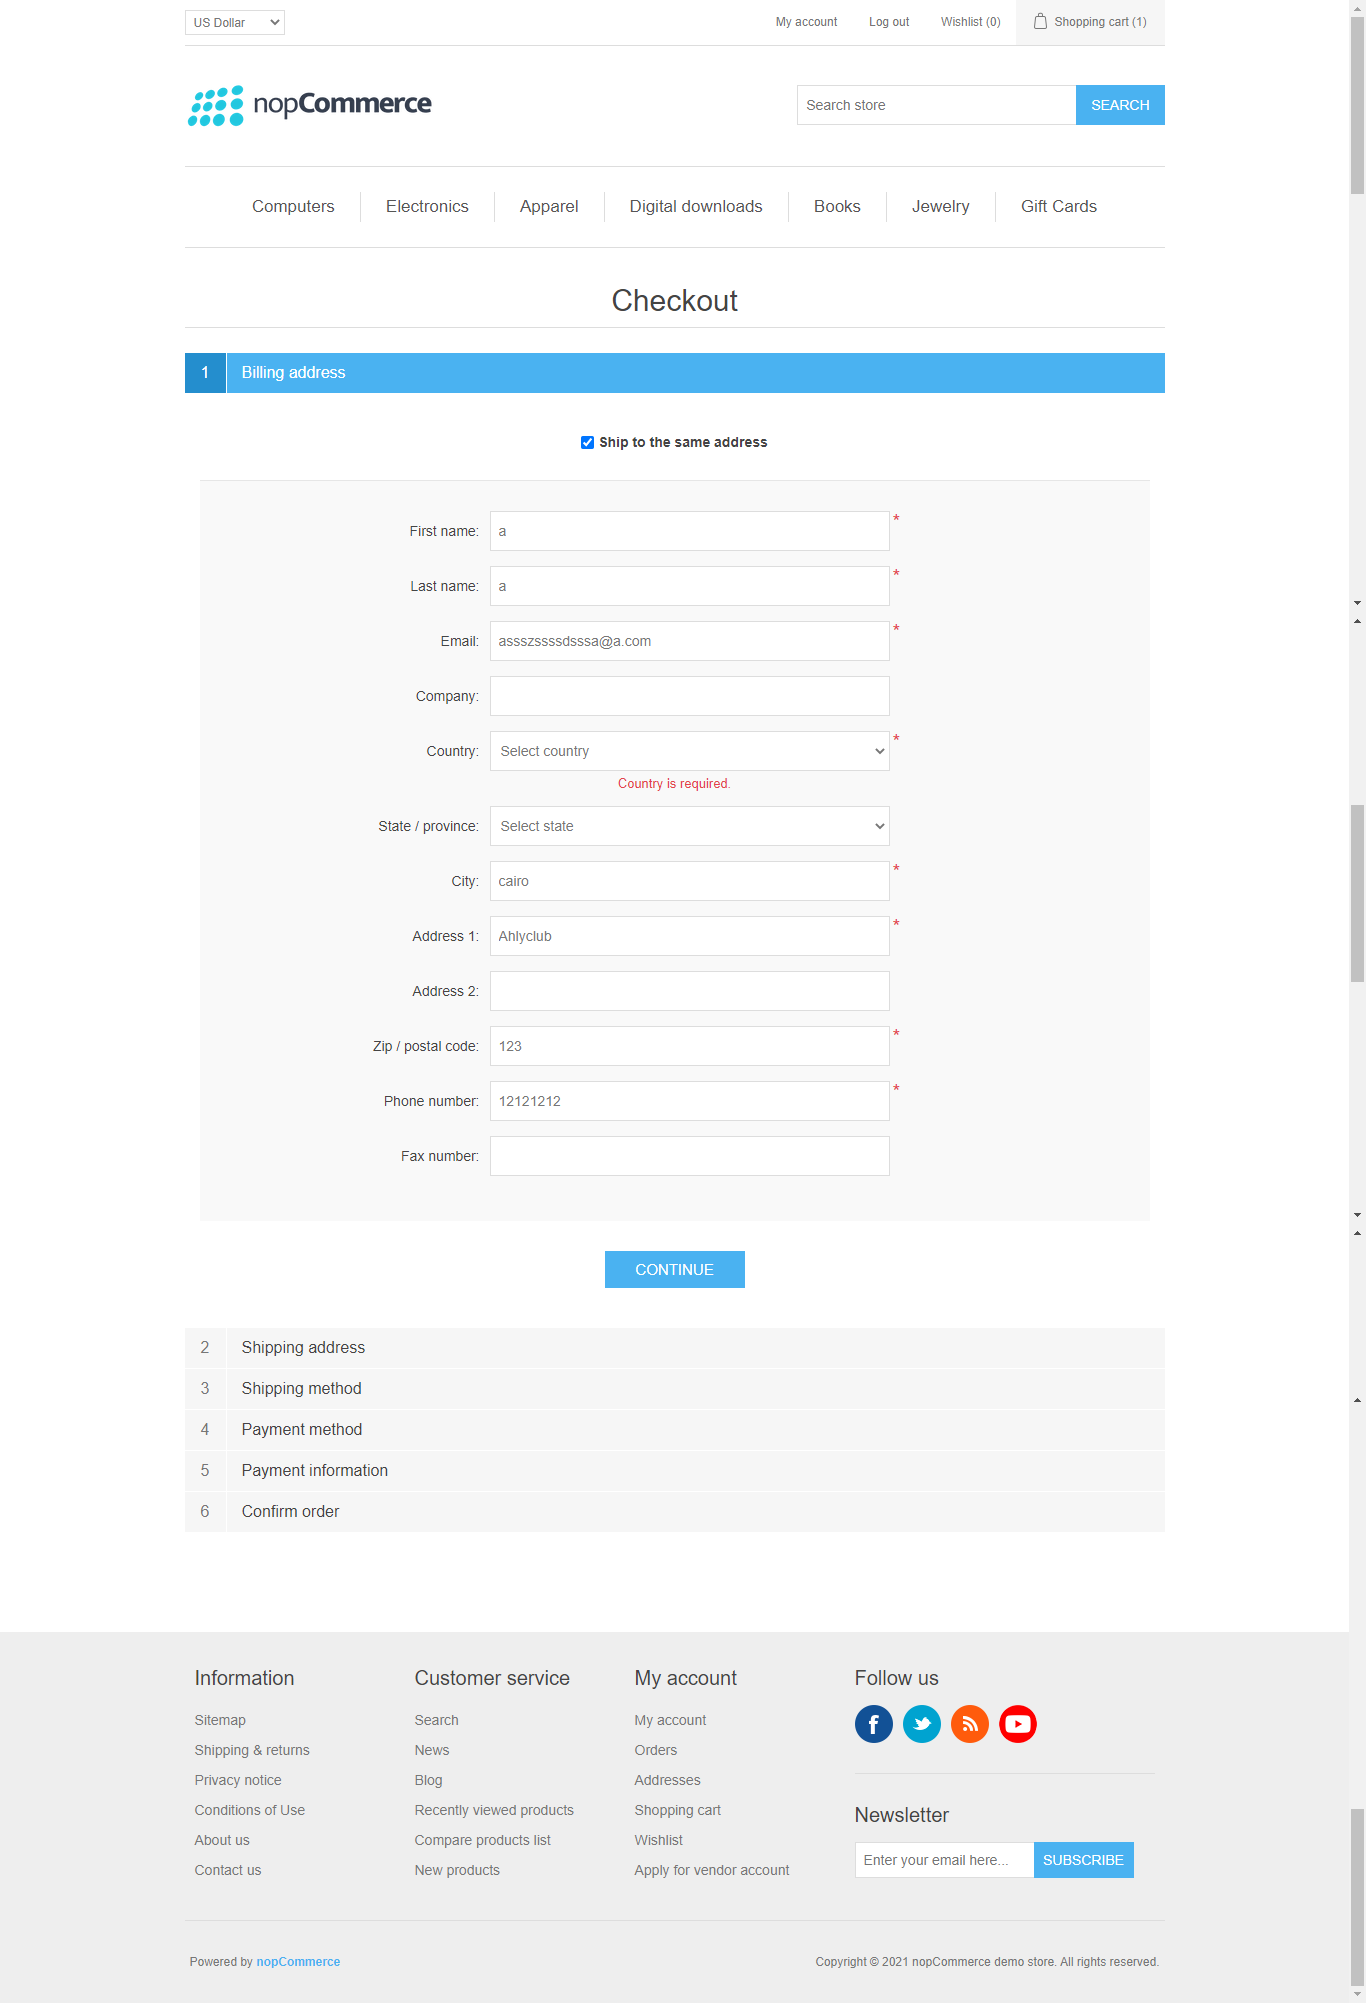 US Dollar My account Log out Wishlist (0) Shopping cart (1)
nopCommerce Search store SEARCH
Computers Electronics Apparel Digital downloads Books Jewelry Gift Cards
Checkout
1 Billing address
Ship to the same address
First name: a *
Last name: a *
Email: assszssssdsssa@a.com *
Company:
Country: Select country *
Country is required.
State / province: Select state
City: cairo *
Address 1: Ahlyclub *
Address 2:
Zip / postal code: 123 *
Phone number: 12121212 *
Fax number:
CONTINUE
2 Shipping address
3 Shipping method
4 Payment method
5 Payment information
6 Confirm order
Information
Sitemap
Shipping & returns
Privacy notice
Conditions of Use
About us
Contact us
Customer service
Search
News
Blog
Recently viewed products
Compare products list
New products
My account
My account
Orders
Addresses
Shopping cart
Wishlist
Apply for vendor account
Follow us
Newsletter
Enter your email here... SUBSCRIBE
Powered by nopCommerce Copyright © 2021 nopCommerce demo store. All rights reserved.